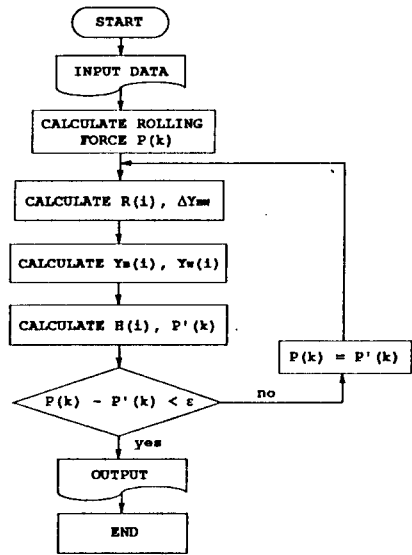 START
INPUT DATA
CALCULATE ROLLING
FORCE P(k)
CALCULATE R(i), ΔYmw
CALCULATE Ym(i), Yw(i)
CALCULATE H(i), P'(k)
P(k) = P'(k)
P(k) - P'(k) < ε
no
yes
OUTPUT
END